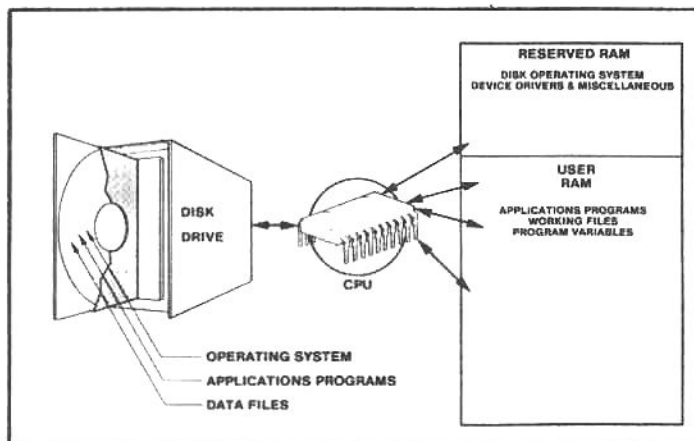 RESERVED RAM
DISK OPERATING SYSTEM
DEVICE DRIVERS & MISCELLANEOUS
USER
RAM
APPLICATIONS PROGRAMS
WORKING FILES
PROGRAM VARIABLES
DISK
DRIVE
CPU
OPERATING SYSTEM
APPLICATIONS PROGRAMS
DATA FILES